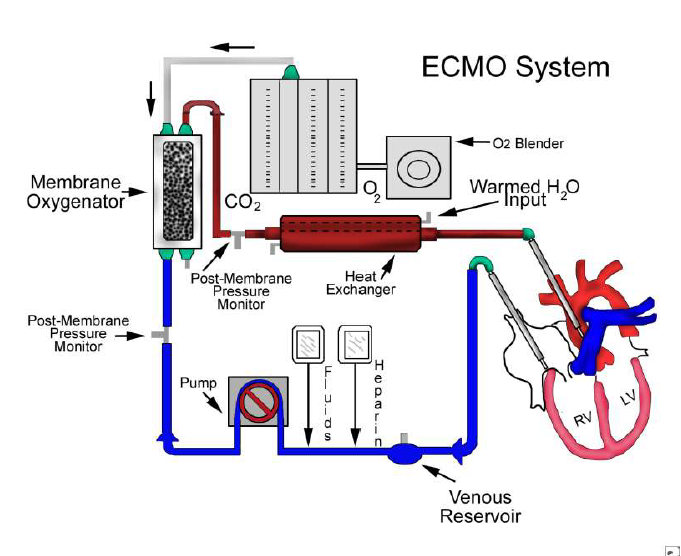 ECMO System
O2 Blender
Membrane
Oxygenator
CO2
O2
Warmed H2O
Input
Post-Membrane
Pressure
Monitor
Heat
Exchanger
Post-Membrane
Pressure
Monitor
Pump
Fluids
Heparin
RV
LV
Venous
Reservoir